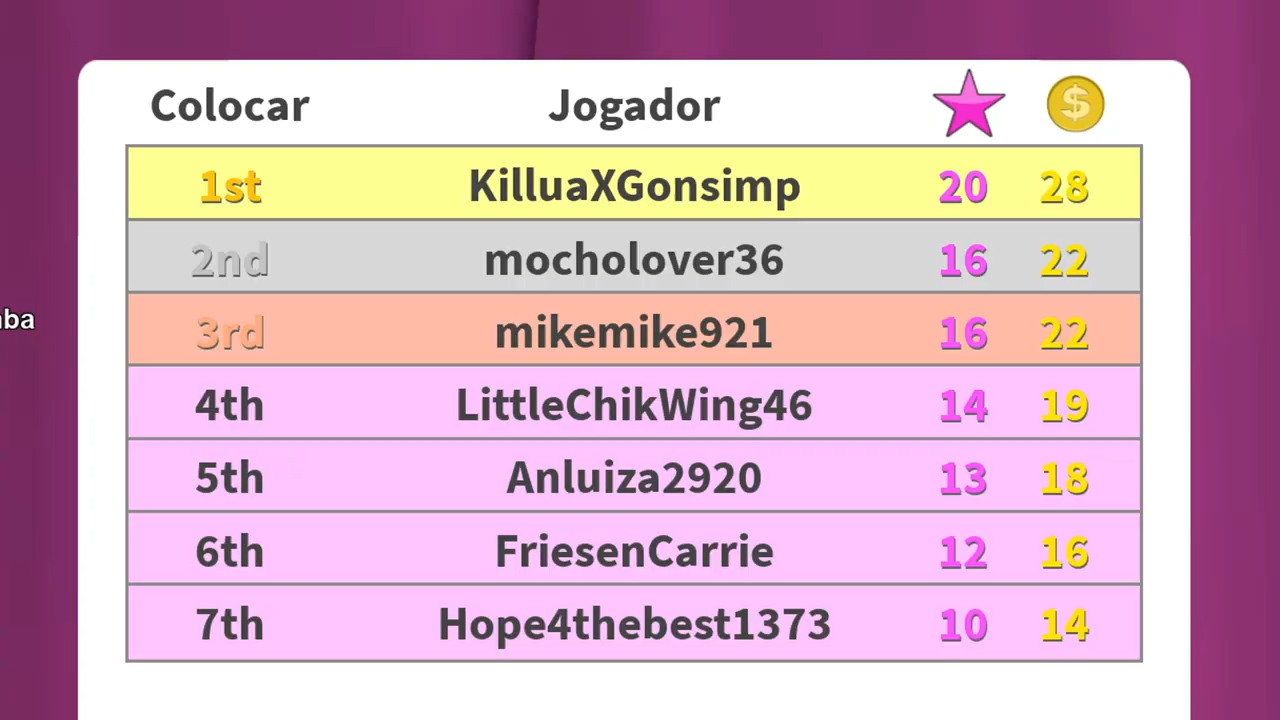 Colocar Jogador
1st KilluaXGonsimp 20 28
2nd mocholover36 16 22
3rd mikemike921 16 22
4th LittleChikWing46 14 19
5th Anluiza2920 13 18
6th FriesenCarrie 12 16
7th Hope4thebest1373 10 14